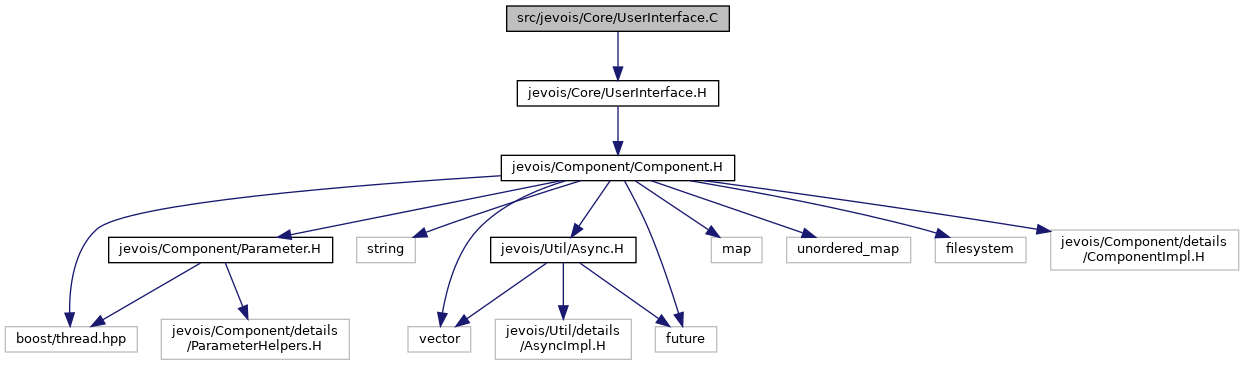 src/jevois/Core/UserInterface.C
jevois/Core/UserInterface.H
jevois/Component/Component.H
jevois/Component/Parameter.H
string
jevois/Util/Async.H
map
unordered_map
filesystem
jevois/Component/details
/ComponentImpl.H
boost/thread.hpp
jevois/Component/details
/ParameterHelpers.H
vector
jevois/Util/details
/AsyncImpl.H
future